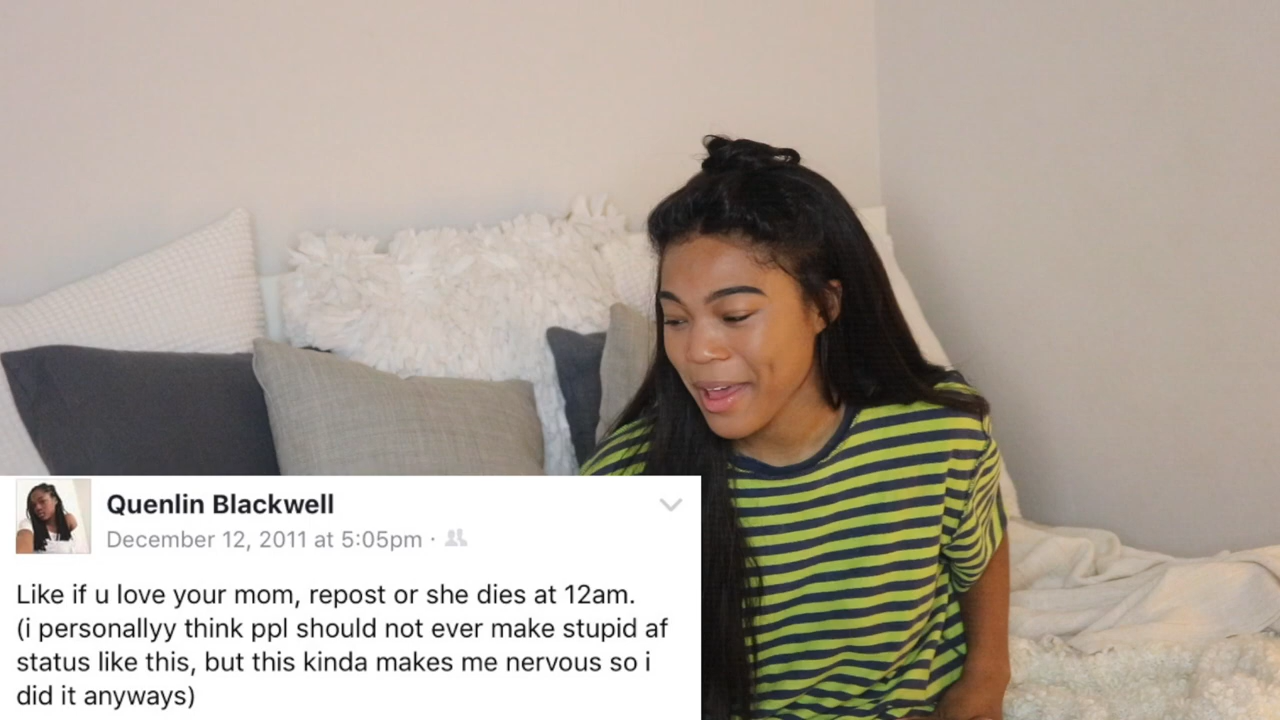 Quenlin Blackwell
December 12, 2011 at 5:05pm ·
Like if u love your mom, repost or she dies at 12am.
(i personallyy think ppl should not ever make stupid af
status like this, but this kinda makes me nervous so i
did it anyways)